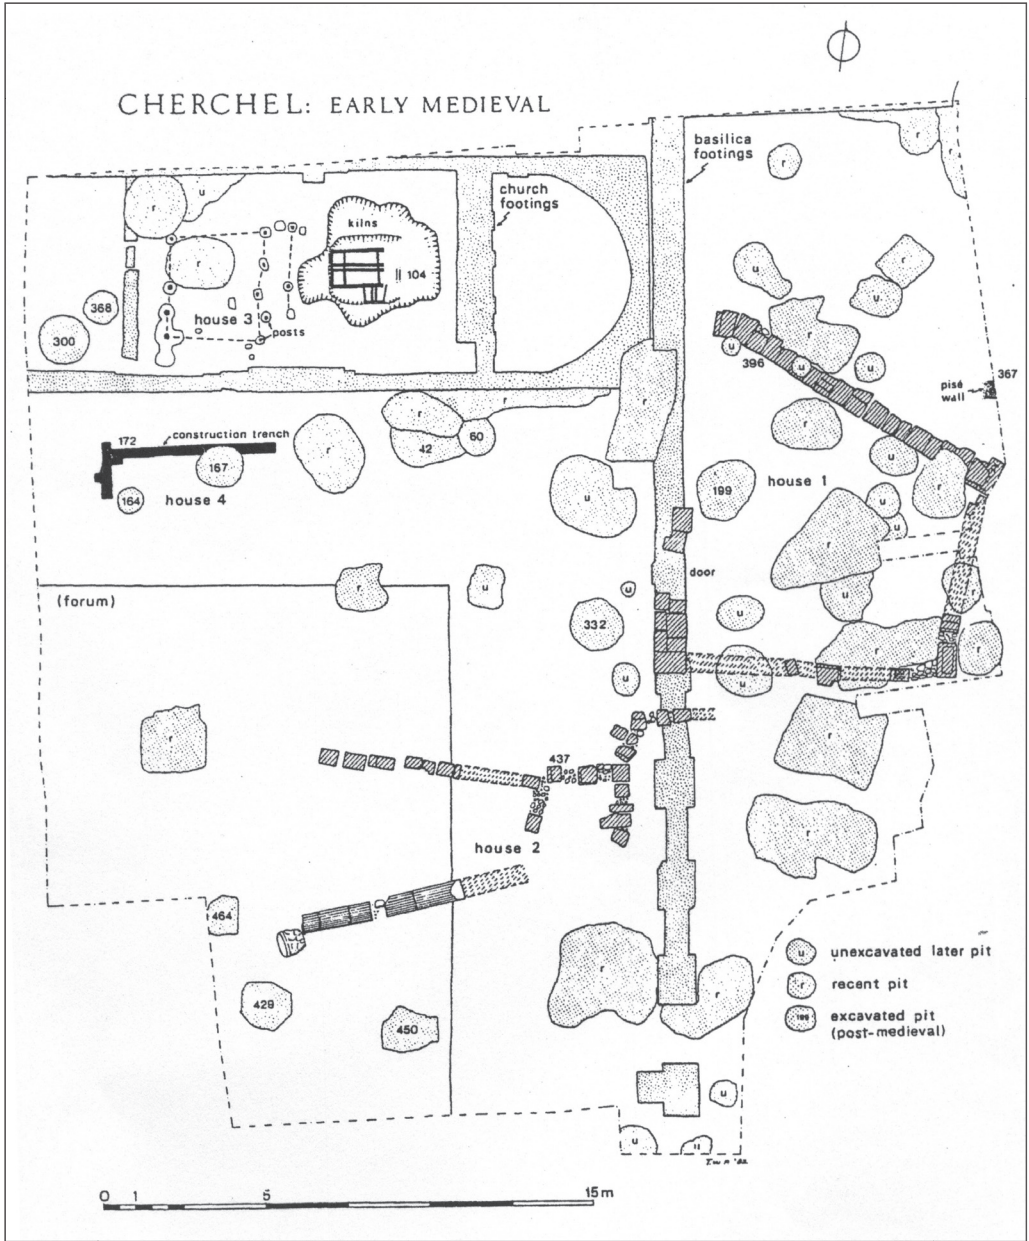 CHERCHEL: EARLY MEDIEVAL
basilica
footings
r
church
footings
kilns
104
u
r
r
house 3
posts
368
300
u
r
u
r
u
396
u
u
367
pisé
wall
r
r
r
42
60
172
construction trench
167
164
house 4
r
u
199
house 1
u
r
u
u
r
door
r
u
u
332
u
u
r
u
u
r
r
(forum)
r
r
437
house 2
r
r
464
429
450
r
r
u
u
u
u unexcavated later pit
r recent pit
199 excavated pit
(post-medieval)
T.W.P '82
0 1 5 15m